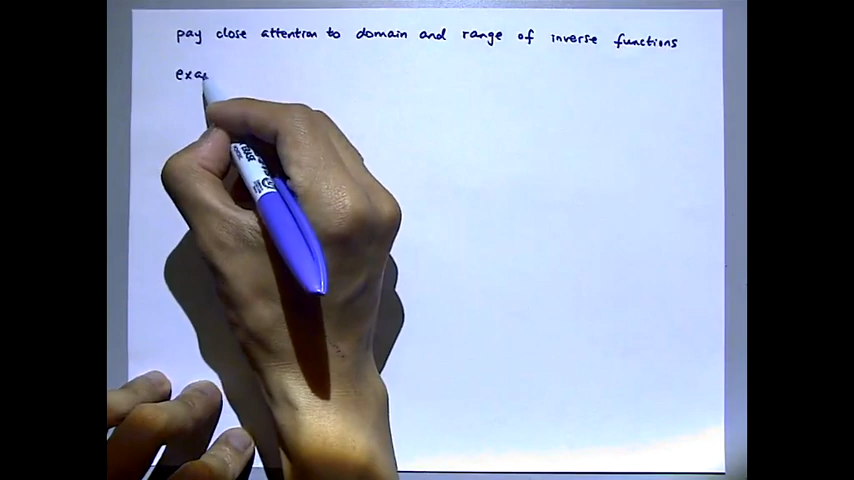 pay close attention to domain and range of inverse functions
exa